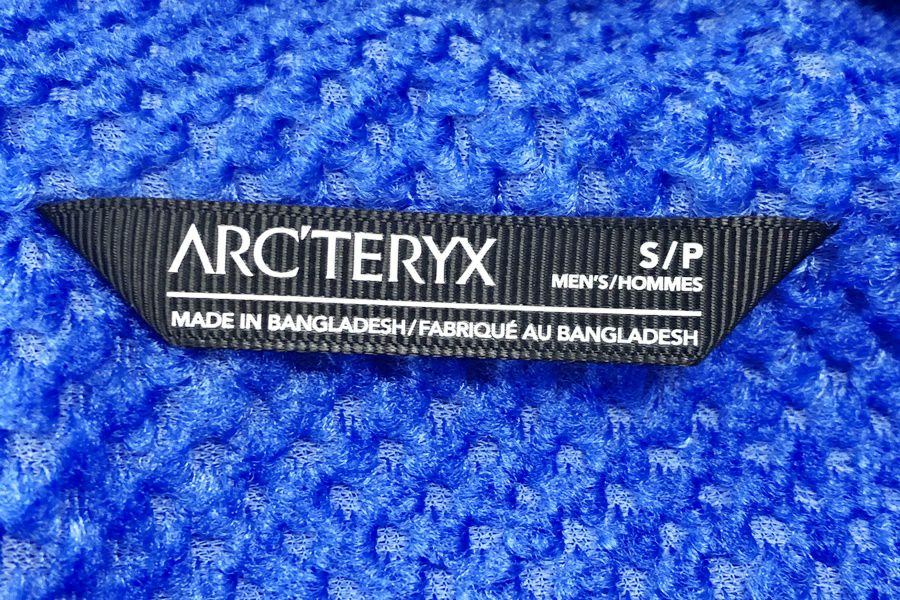 ARC'TERYX
S/P
MEN'S/HOMMES
MADE IN BANGLADESH/FABRIQUÉ AU BANGLADESH